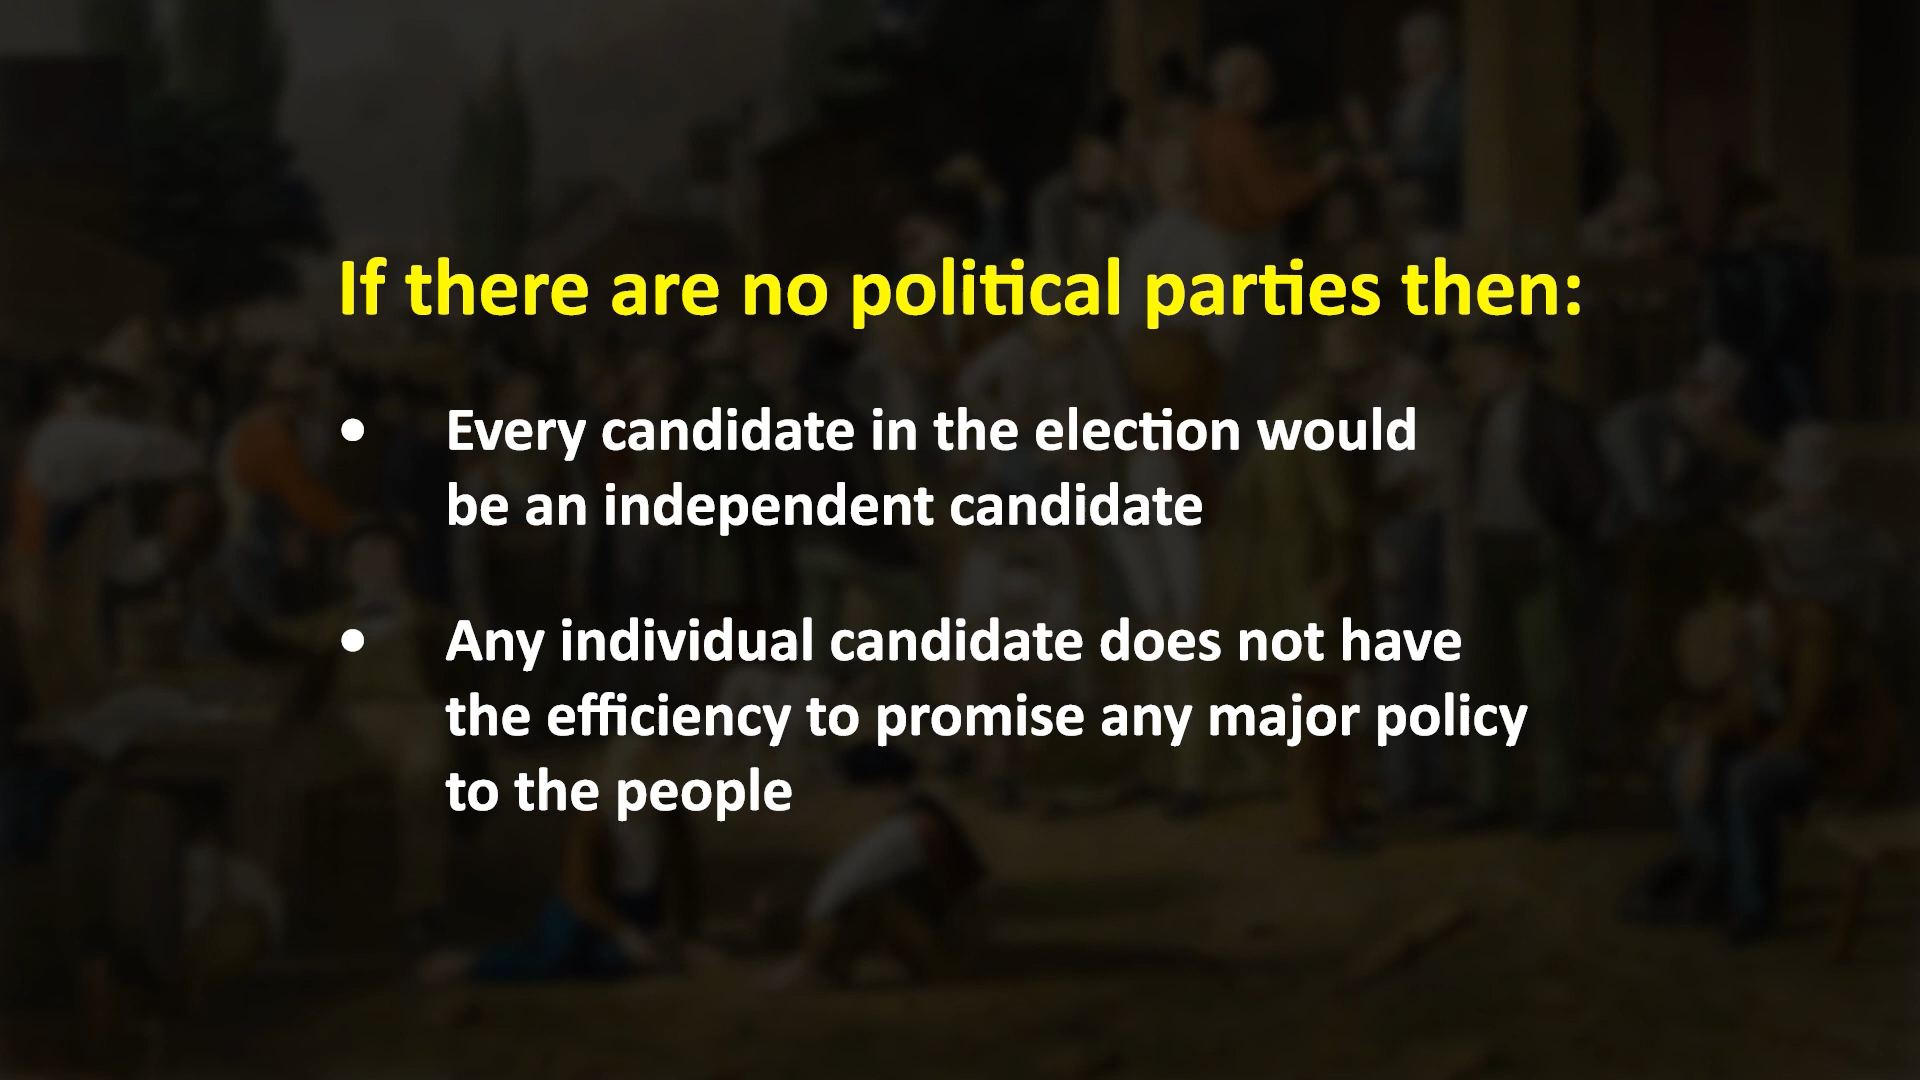 If there are no political parties then:
• Every candidate in the election would
be an independent candidate
• Any individual candidate does not have
the efficiency to promise any major policy
to the people